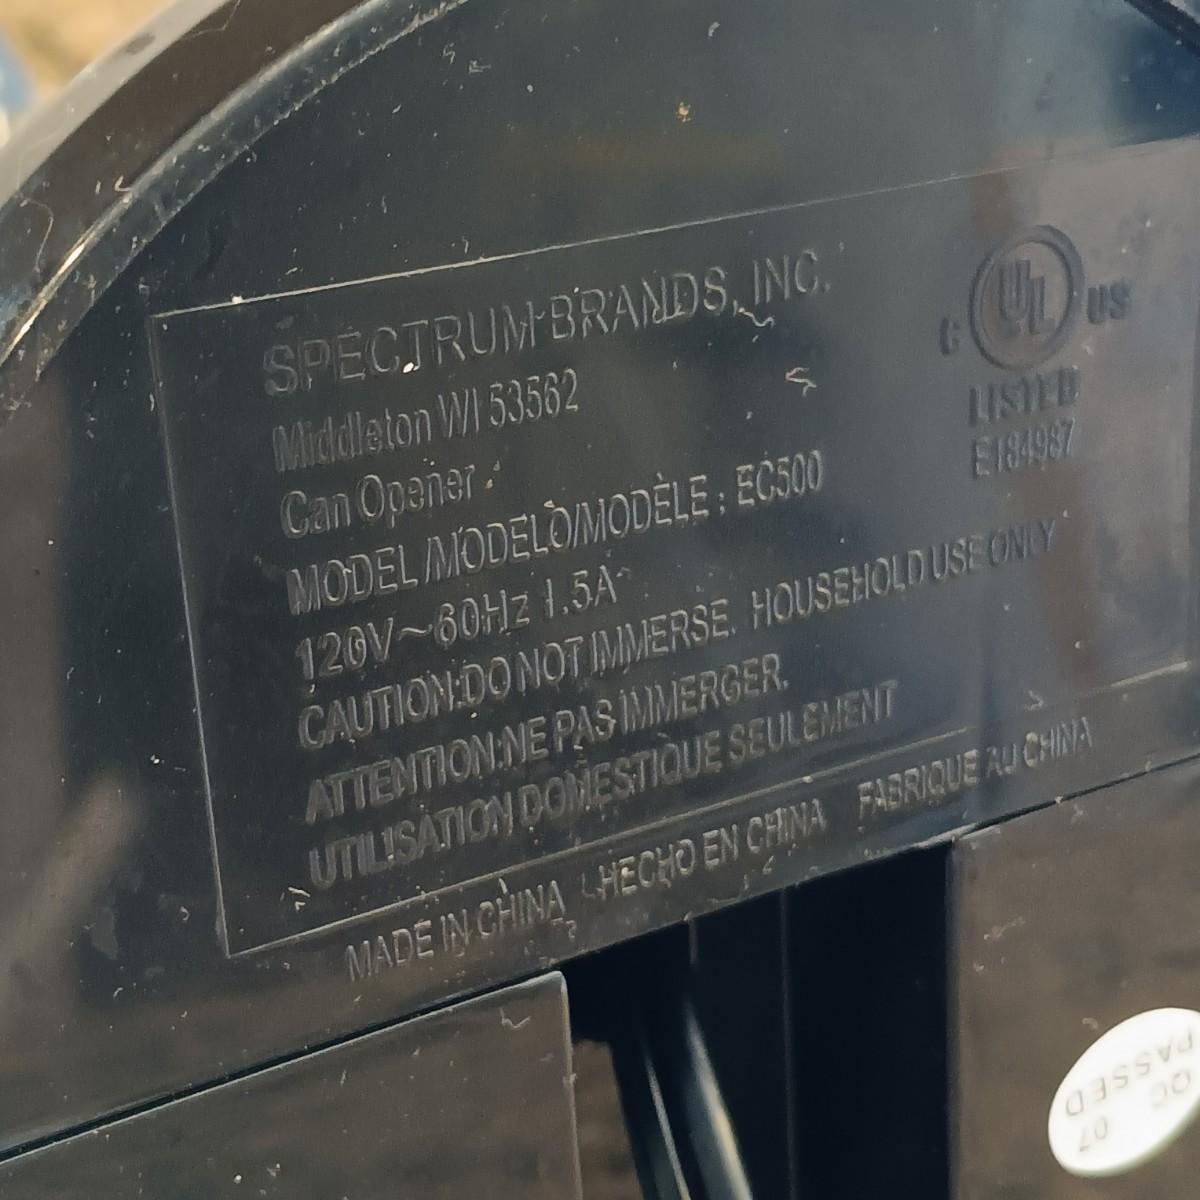 SPECTRUM BRANDS, INC.
Middleton WI 53562
Can Opener
MODEL /MODELO/MODÈLE : EC500
120V~60Hz 1.5A
CAUTION:DO NOT IMMERSE. HOUSEHOLD USE ONLY
ATTENTION:NE PAS IMMERGER.
UTILISATION DOMESTIQUE SEULEMENT
MADE IN CHINA HECHO EN CHINA FABRIQUE AU CHINA
C UL US
LISTED
E184987
QC
PASSED
07